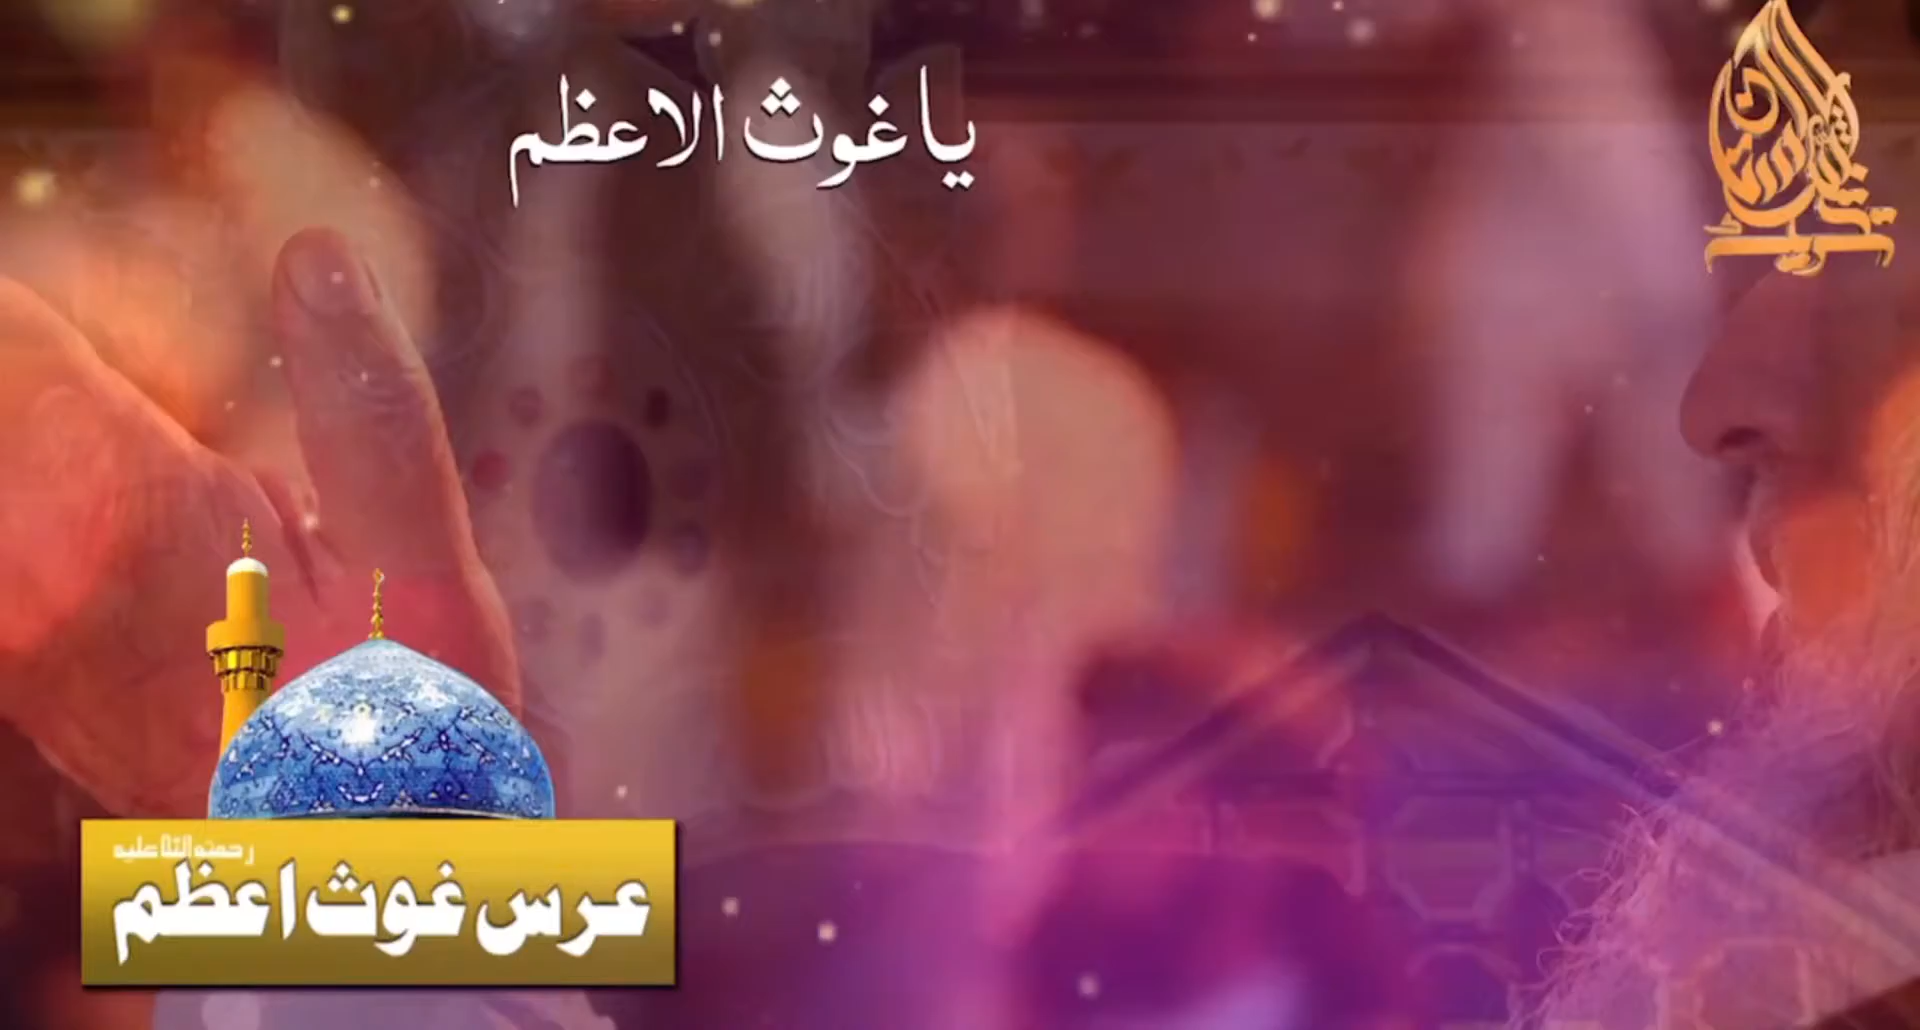 یا غوث الاعظم
رحمتہ اللہ علیہ
عرس غوث اعظم